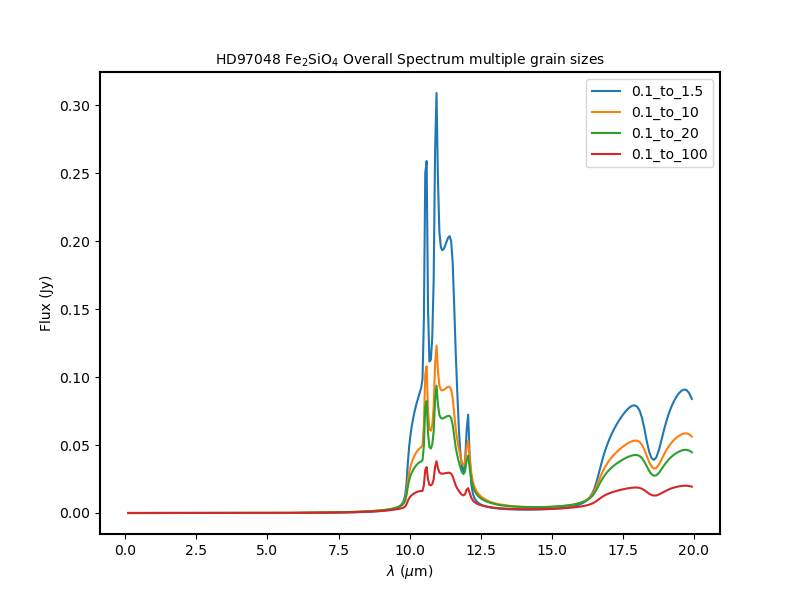 HD97048 Fe₂SiO₄ Overall Spectrum multiple grain sizes
0.1_to_1.5
0.1_to_10
0.1_to_20
0.1_to_100
Flux (Jy)
0.30
0.25
0.20
0.15
0.10
0.05
0.00
0.0 2.5 5.0 7.5 10.0 12.5 15.0 17.5 20.0
λ (μm)